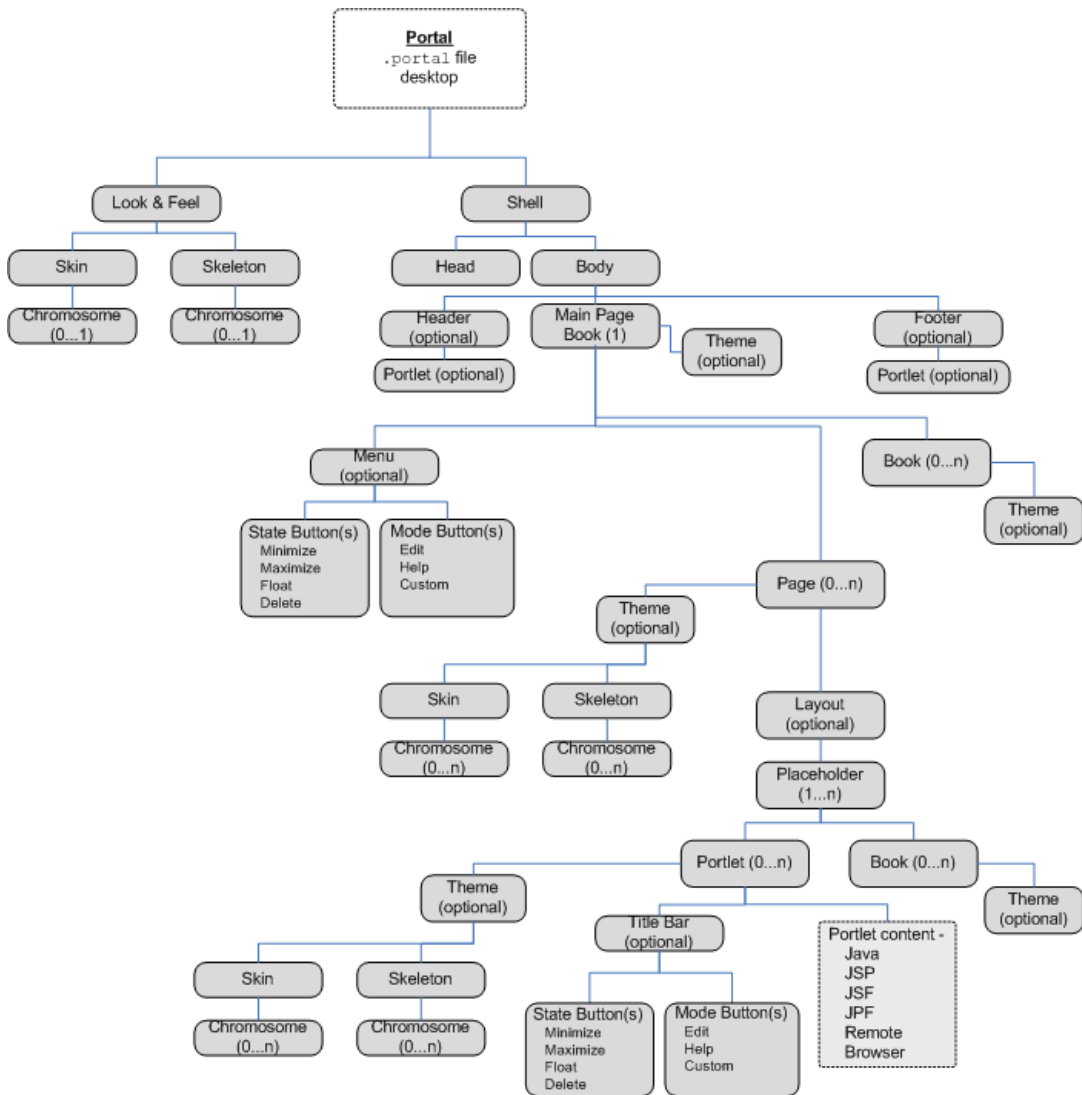 Portal
.portal file
desktop
Look & Feel
Shell
Skin
Skeleton
Head
Body
Chromosome
(0...1)
Chromosome
(0...1)
Header
(optional)
Main Page
Book (1)
Theme
(optional)
Footer
(optional)
Portlet (optional)
Portlet (optional)
Menu
(optional)
Book (0...n)
Theme
(optional)
State Button(s)
Minimize
Maximize
Float
Delete
Mode Button(s)
Edit
Help
Custom
Page (0...n)
Theme
(optional)
Skin
Skeleton
Layout
(optional)
Chromosome
(0...n)
Chromosome
(0...n)
Placeholder
(1...n)
Portlet (0...n)
Book (0...n)
Theme
(optional)
Theme
(optional)
Title Bar
(optional)
Portlet content -
Java
JSP
JSF
JPF
Remote
Browser
Skin
Skeleton
Chromosome
(0...n)
Chromosome
(0...n)
State Button(s)
Minimize
Maximize
Float
Delete
Mode Button(s)
Edit
Help
Custom